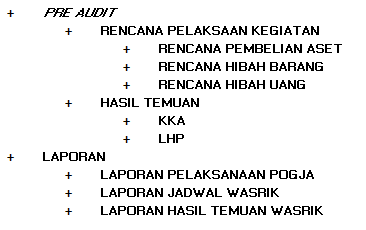 + PRE AUDIT
+ RENCANA PELAKSAAN KEGIATAN
+ RENCANA PEMBELIAN ASET
+ RENCANA HIBAH BARANG
+ RENCANA HIBAH UANG
+ HASIL TEMUAN
+ KKA
+ LHP
+ LAPORAN
+ LAPORAN PELAKSANAAN POGJA
+ LAPORAN JADWAL WASRIK
+ LAPORAN HASIL TEMUAN WASRIK